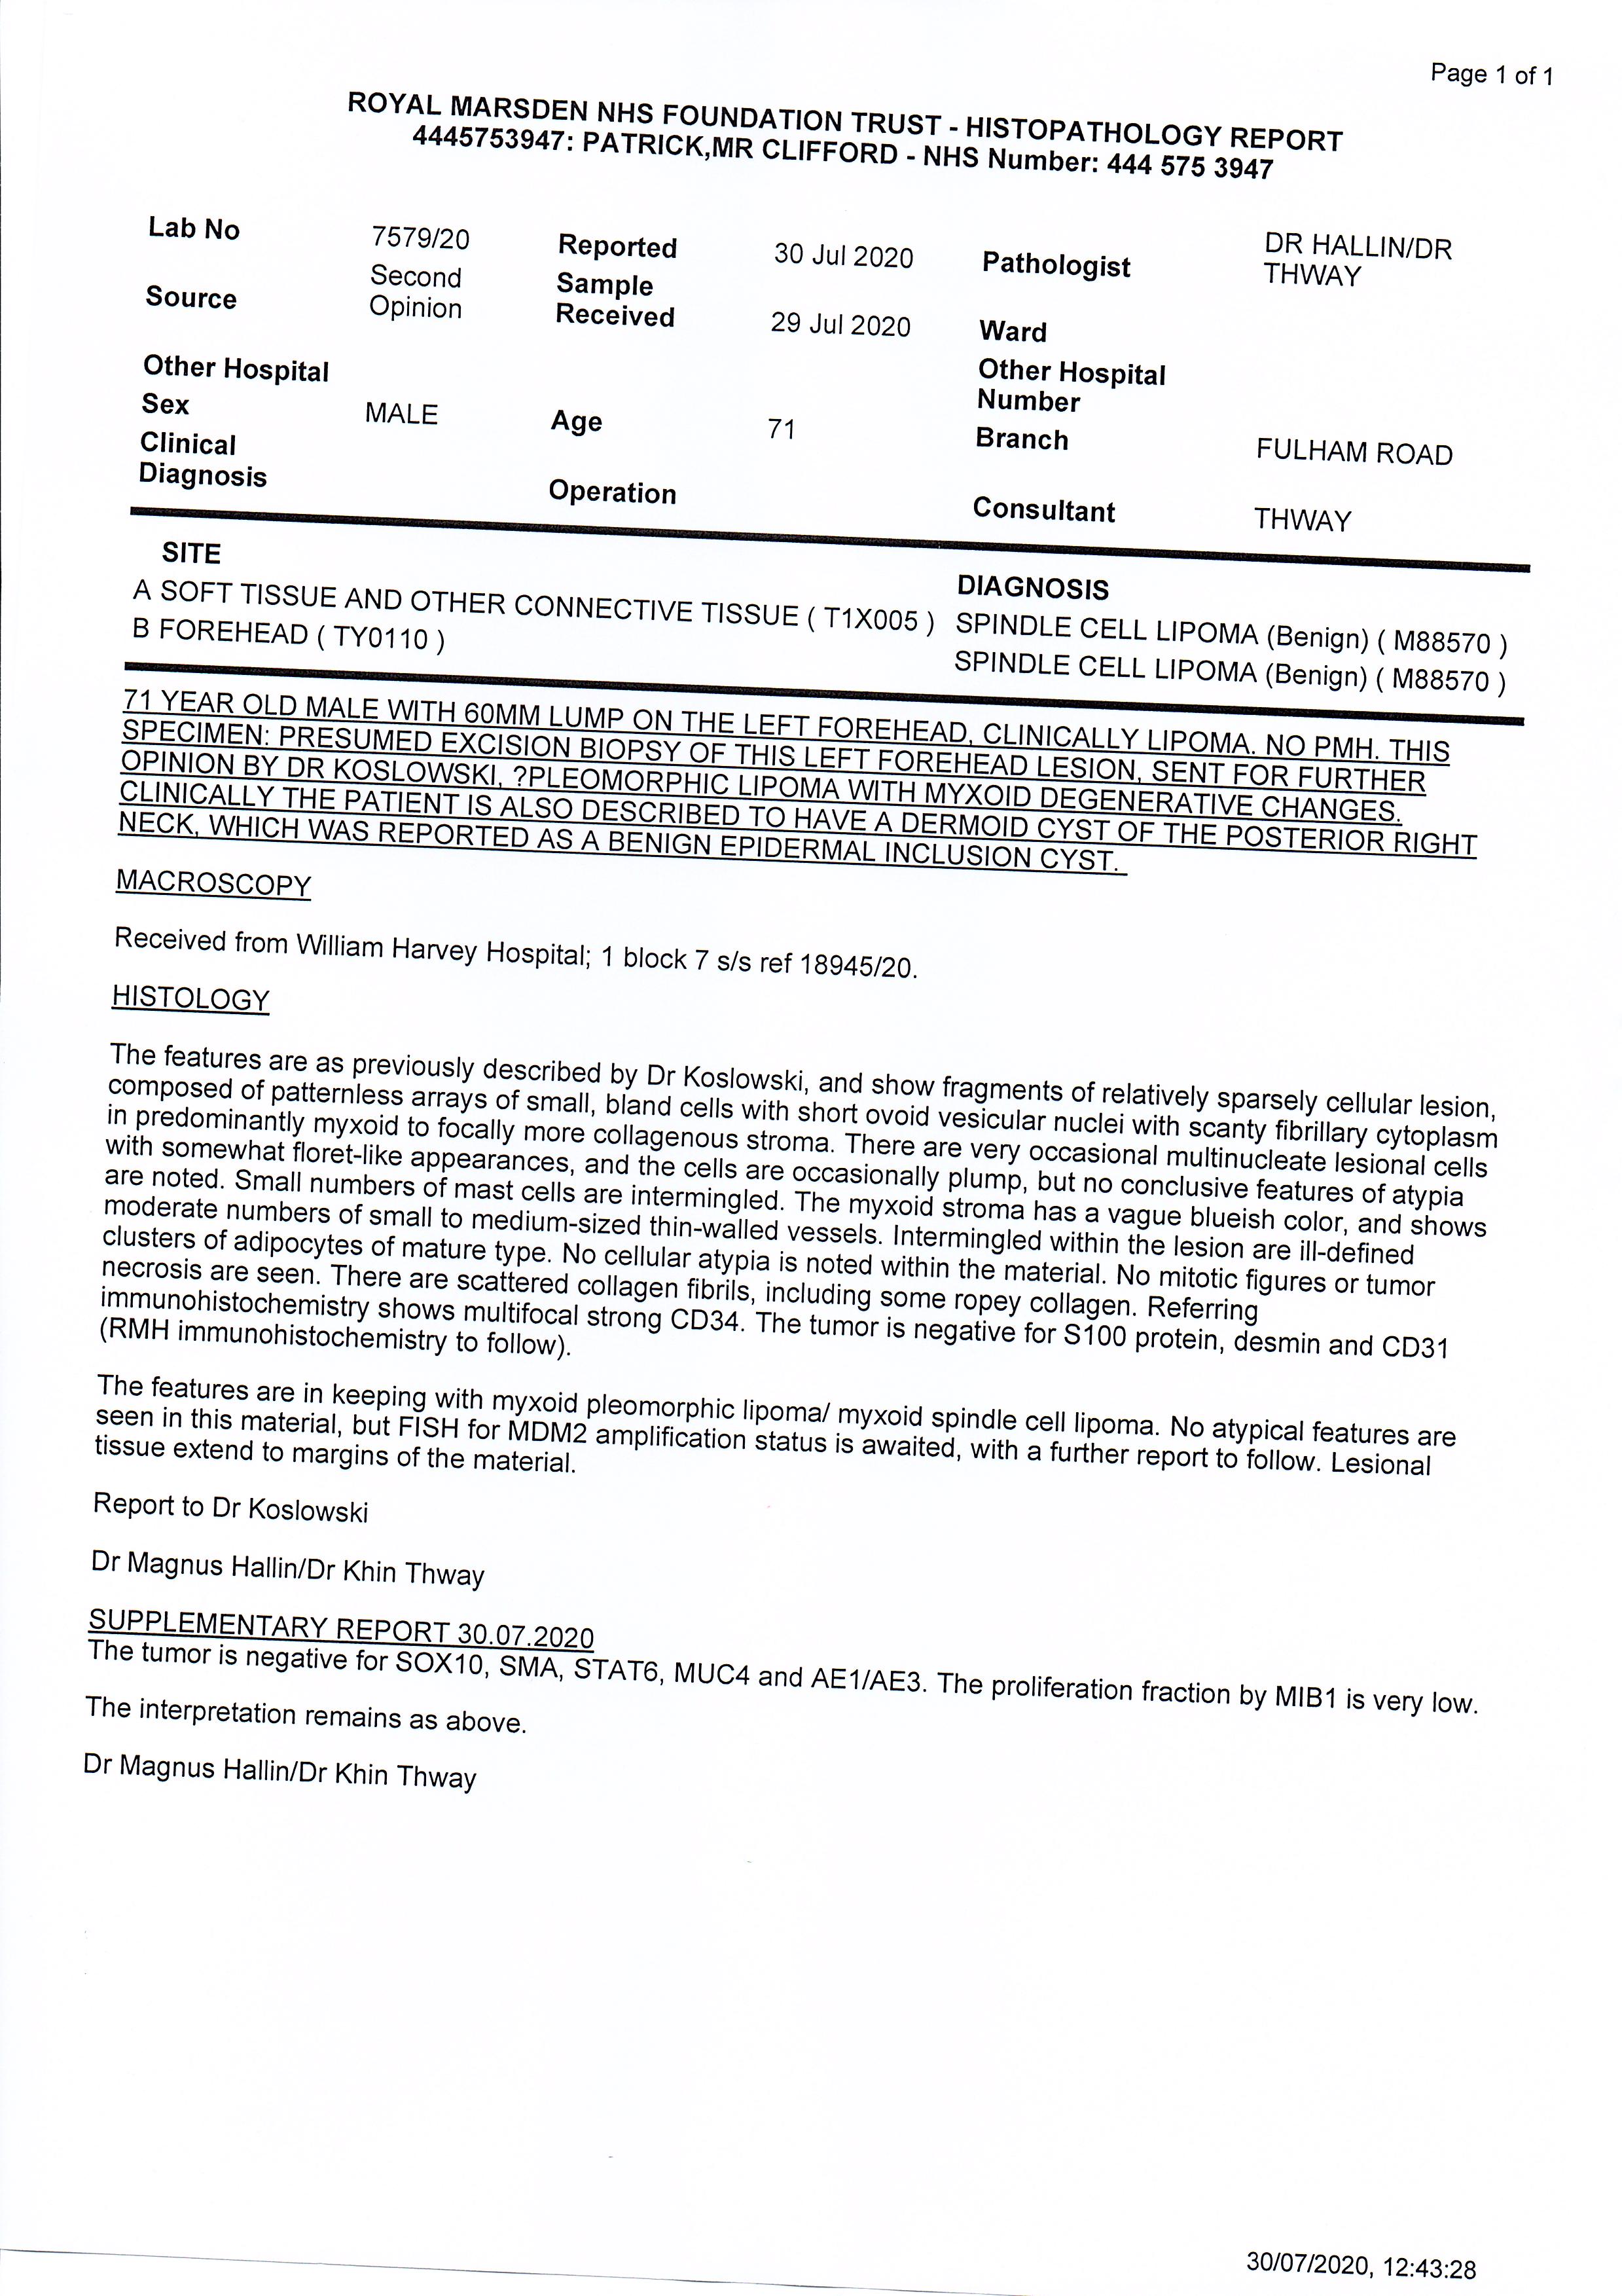 Page 1 of 1
ROYAL MARSDEN NHS FOUNDATION TRUST - HISTOPATHOLOGY REPORT
4445753947: PATRICK,MR CLIFFORD - NHS Number: 444 575 3947
Lab No 7579/20 Reported 30 Jul 2020 Pathologist DR HALLIN/DR THWAY
Source Second Opinion Sample Received 29 Jul 2020 Ward
Other Hospital Other Hospital Number
Sex MALE Age 71 Branch FULHAM ROAD
Clinical Diagnosis Operation Consultant THWAY
SITE DIAGNOSIS
A SOFT TISSUE AND OTHER CONNECTIVE TISSUE ( T1X005 ) SPINDLE CELL LIPOMA (Benign) ( M88570 )
B FOREHEAD ( TY0110 ) SPINDLE CELL LIPOMA (Benign) ( M88570 )
71 YEAR OLD MALE WITH 60MM LUMP ON THE LEFT FOREHEAD, CLINICALLY LIPOMA. NO PMH. THIS
SPECIMEN: PRESUMED EXCISION BIOPSY OF THIS LEFT FOREHEAD LESION, SENT FOR FURTHER
OPINION BY DR KOSLOWSKI, ?PLEOMORPHIC LIPOMA WITH MYXOID DEGENERATIVE CHANGES.
CLINICALLY THE PATIENT IS ALSO DESCRIBED TO HAVE A DERMOID CYST OF THE POSTERIOR RIGHT
NECK, WHICH WAS REPORTED AS A BENIGN EPIDERMAL INCLUSION CYST.
MACROSCOPY
Received from William Harvey Hospital; 1 block 7 s/s ref 18945/20.
HISTOLOGY
The features are as previously described by Dr Koslowski, and show fragments of relatively sparsely cellular lesion,
composed of patternless arrays of small, bland cells with short ovoid vesicular nuclei with scanty fibrillary cytoplasm
in predominantly myxoid to focally more collagenous stroma. There are very occasional multinucleate lesional cells
with somewhat floret-like appearances, and the cells are occasionally plump, but no conclusive features of atypia
are noted. Small numbers of mast cells are intermingled. The myxoid stroma has a vague blueish color, and shows
moderate numbers of small to medium-sized thin-walled vessels. Intermingled within the lesion are ill-defined
clusters of adipocytes of mature type. No cellular atypia is noted within the material. No mitotic figures or tumor
necrosis are seen. There are scattered collagen fibrils, including some ropey collagen. Referring
immunohistochemistry shows multifocal strong CD34. The tumor is negative for S100 protein, desmin and CD31
(RMH immunohistochemistry to follow).
The features are in keeping with myxoid pleomorphic lipoma/ myxoid spindle cell lipoma. No atypical features are
seen in this material, but FISH for MDM2 amplification status is awaited, with a further report to follow. Lesional
tissue extend to margins of the material.
Report to Dr Koslowski
Dr Magnus Hallin/Dr Khin Thway
SUPPLEMENTARY REPORT 30.07.2020
The tumor is negative for SOX10, SMA, STAT6, MUC4 and AE1/AE3. The proliferation fraction by MIB1 is very low.
The interpretation remains as above.
Dr Magnus Hallin/Dr Khin Thway
30/07/2020, 12:43:28